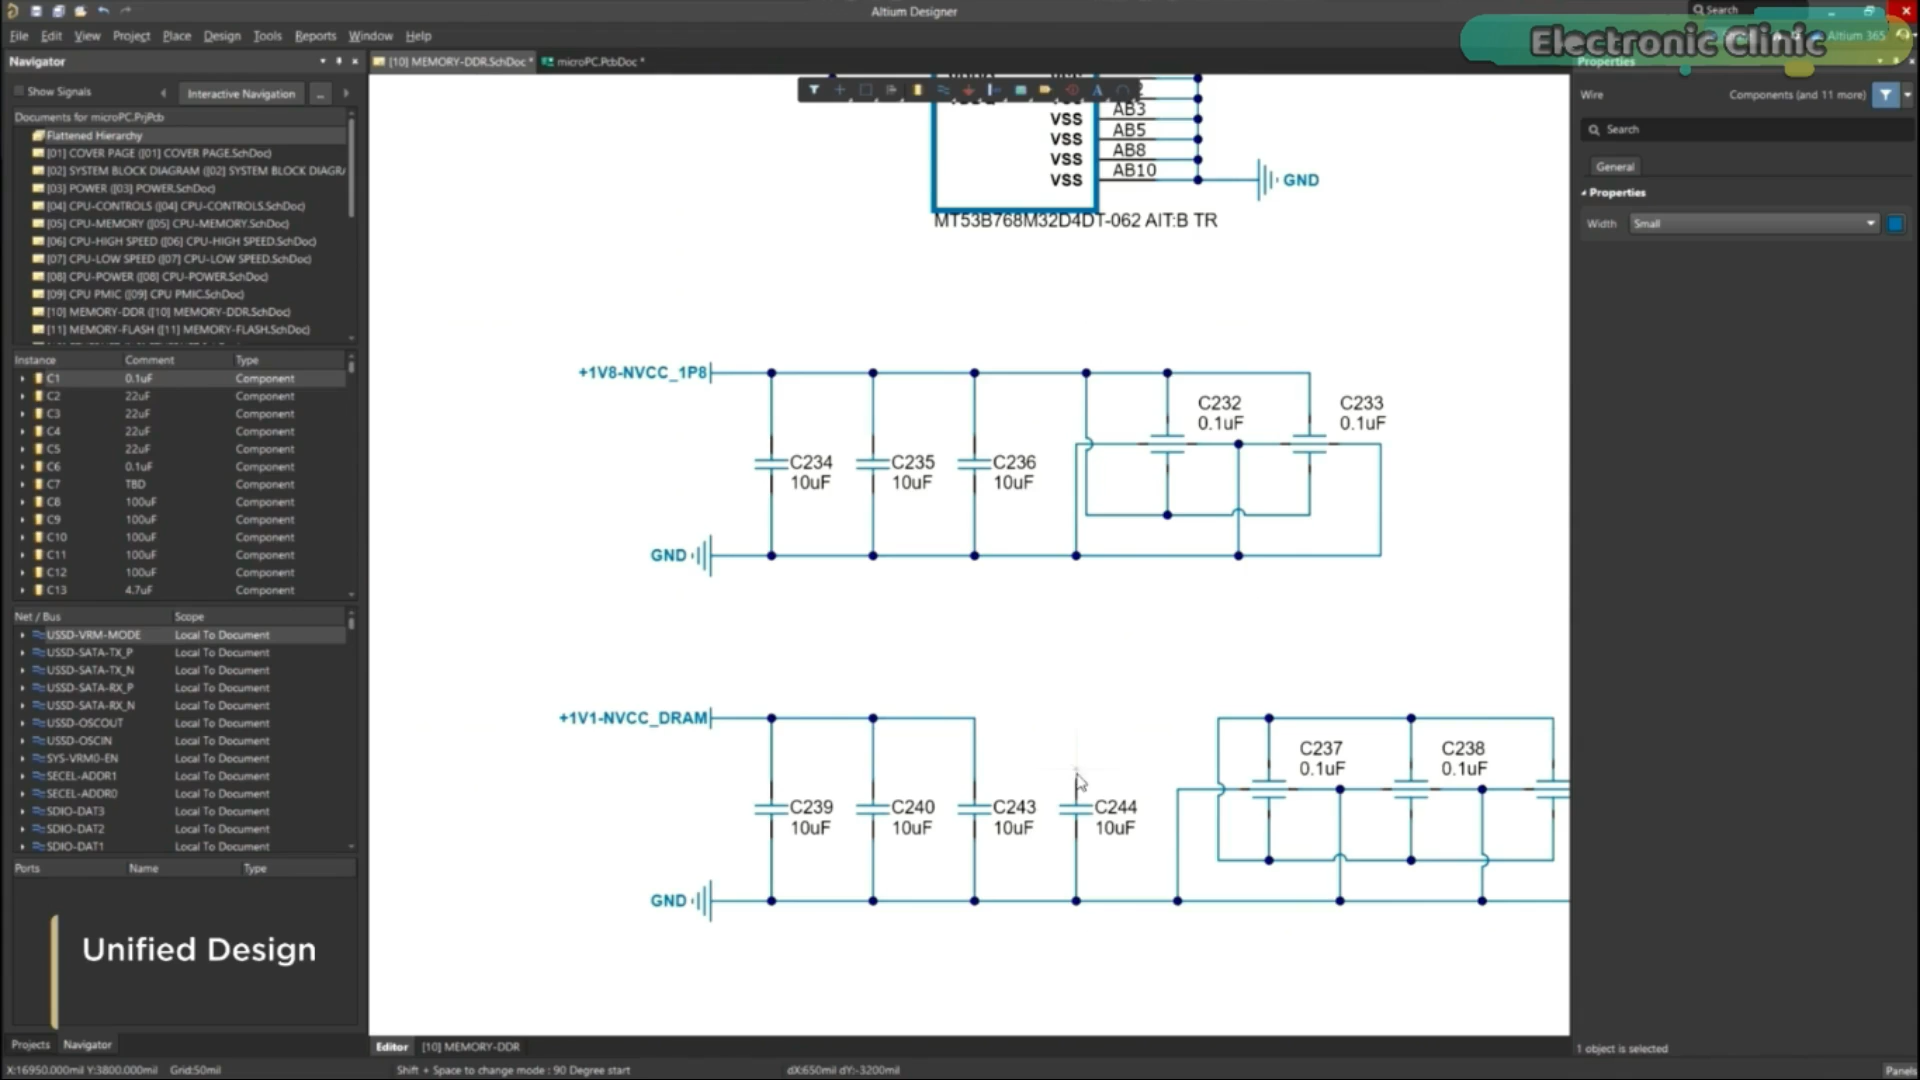 Altium Designer
Search
File Edit View Project Place Design Tools Reports Window Help
Electronic Clinic
Altium 365
Navigator
[10] MEMORY-DDR.SchDoc *
microPC.PcbDoc *
Properties
Show Signals
Interactive Navigation
...
Wire
Components (and 11 more)
Documents for microPC.PrjPcb
Search
Flattened Hierarchy
[01] COVER PAGE ([01] COVER PAGE.SchDoc)
[02] SYSTEM BLOCK DIAGRAM ([02] SYSTEM BLOCK DIAGRA
[03] POWER ([03] POWER.SchDoc)
[04] CPU-CONTROLS ([04] CPU-CONTROLS.SchDoc)
[05] CPU-MEMORY ([05] CPU-MEMORY.SchDoc)
[06] CPU-HIGH SPEED ([06] CPU-HIGH SPEED.SchDoc)
[07] CPU-LOW SPEED ([07] CPU-LOW SPEED.SchDoc)
[08] CPU-POWER ([08] CPU-POWER.SchDoc)
[09] CPU PMIC ([09] CPU PMIC.SchDoc)
[10] MEMORY-DDR ([10] MEMORY-DDR.SchDoc)
[11] MEMORY-FLASH ([11] MEMORY-FLASH.SchDoc)
General
Properties
Width Small
VSS AB3
VSS AB5
VSS AB8
VSS AB10
GND
MT53B768M32D4DT-062 AIT:B TR
Instance Comment Type
C1 0.1uF Component
C2 22uF Component
C3 22uF Component
C4 22uF Component
C5 22uF Component
C6 0.1uF Component
C7 TBD Component
C8 100uF Component
C9 100uF Component
C10 100uF Component
C11 100uF Component
C12 100uF Component
C13 4.7uF Component
+1V8-NVCC_1P8
C232
0.1uF
C233
0.1uF
C234
10uF
C235
10uF
C236
10uF
GND
Net / Bus Scope
USSD-VRM-MODE Local To Document
USSD-SATA-TX_P Local To Document
USSD-SATA-TX_N Local To Document
USSD-SATA-RX_P Local To Document
USSD-SATA-RX_N Local To Document
USSD-OSCOUT Local To Document
USSD-OSCIN Local To Document
SYS-VRM0-EN Local To Document
SECEL-ADDR1 Local To Document
SECEL-ADDR0 Local To Document
SDIO-DAT3 Local To Document
SDIO-DAT2 Local To Document
SDIO-DAT1 Local To Document
+1V1-NVCC_DRAM
C237
0.1uF
C238
0.1uF
C239
10uF
C240
10uF
C243
10uF
C244
10uF
GND
Ports Name Type
Unified Design
Projects Navigator
Editor [10] MEMORY-DDR
1 object is selected
X:16950.000mil Y:3800.000mil Grid:50mil
Shift + Space to change mode : 90 Degree start
dX:650mil dY:-3200mil
Panels